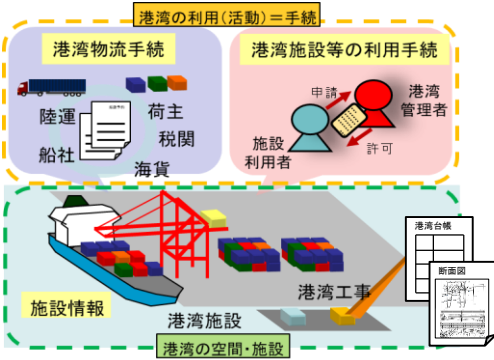 港湾の利用(活動)＝手続
港湾物流手続
陸運
荷主
税関
船社
海貨
港湾施設等の利用手続
申請
港湾
管理者
施設
利用者
許可
施設情報
港湾工事
港湾施設
港湾台帳
断面図
港湾の空間・施設